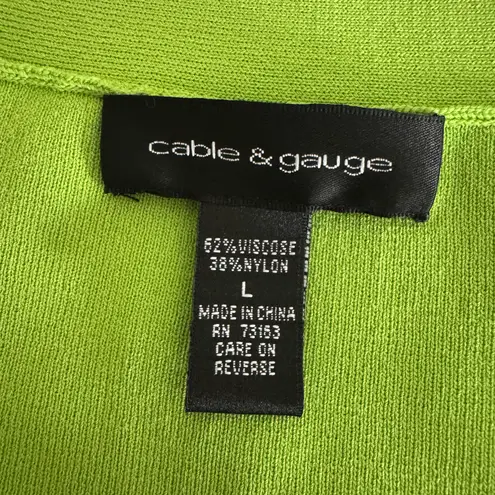 cable & gauge
62%VISCOSE
38%NYLON
L
MADE IN CHINA
RN 73163
CARE ON
REVERSE